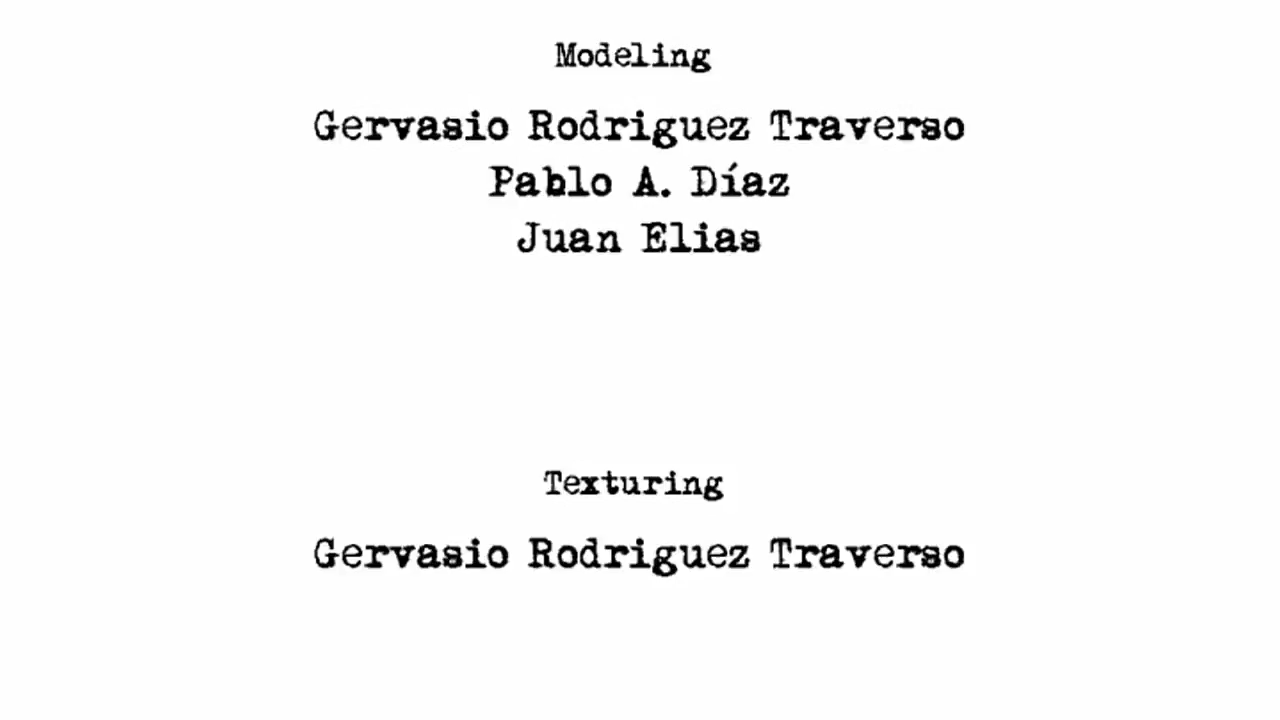 Modeling
Gervasio Rodriguez Traverso
Pablo A. Díaz
Juan Elias
Texturing
Gervasio Rodriguez Traverso